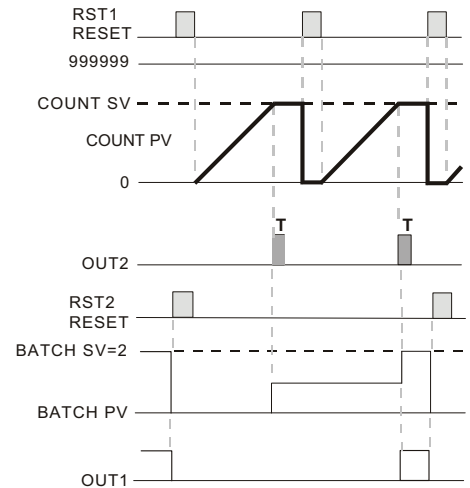 RST1
RESET
999999
COUNT SV
COUNT PV
0
T T
OUT2
RST2
RESET
BATCH SV=2
BATCH PV
OUT1